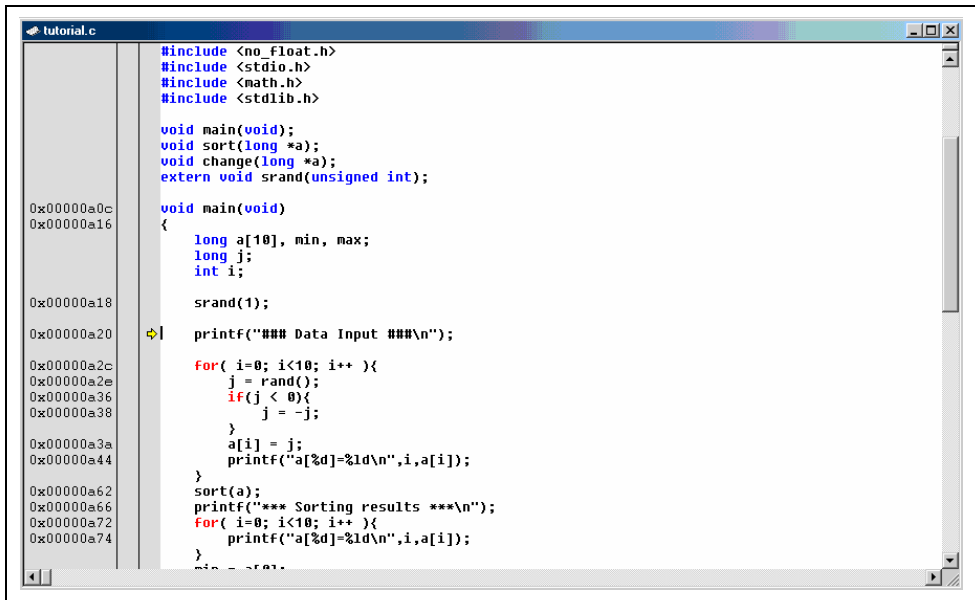 tutorial.c
#include <no_float.h>
#include <stdio.h>
#include <math.h>
#include <stdlib.h>
void main(void);
void sort(long *a);
void change(long *a);
extern void srand(unsigned int);
0x00000a0c void main(void)
0x00000a16 {
long a[10], min, max;
long j;
int i;
0x00000a18 srand(1);
0x00000a20 printf("### Data Input ###\n");
0x00000a2c for( i=0; i<10; i++ ){
0x00000a2e j = rand();
0x00000a36 if(j < 0){
0x00000a38 j = -j;
}
0x00000a3a a[i] = j;
0x00000a44 printf("a[%d]=%ld\n",i,a[i]);
}
0x00000a62 sort(a);
0x00000a66 printf("*** Sorting results ***\n");
0x00000a72 for( i=0; i<10; i++ ){
0x00000a74 printf("a[%d]=%ld\n",i,a[i]);
}
min = a[0];